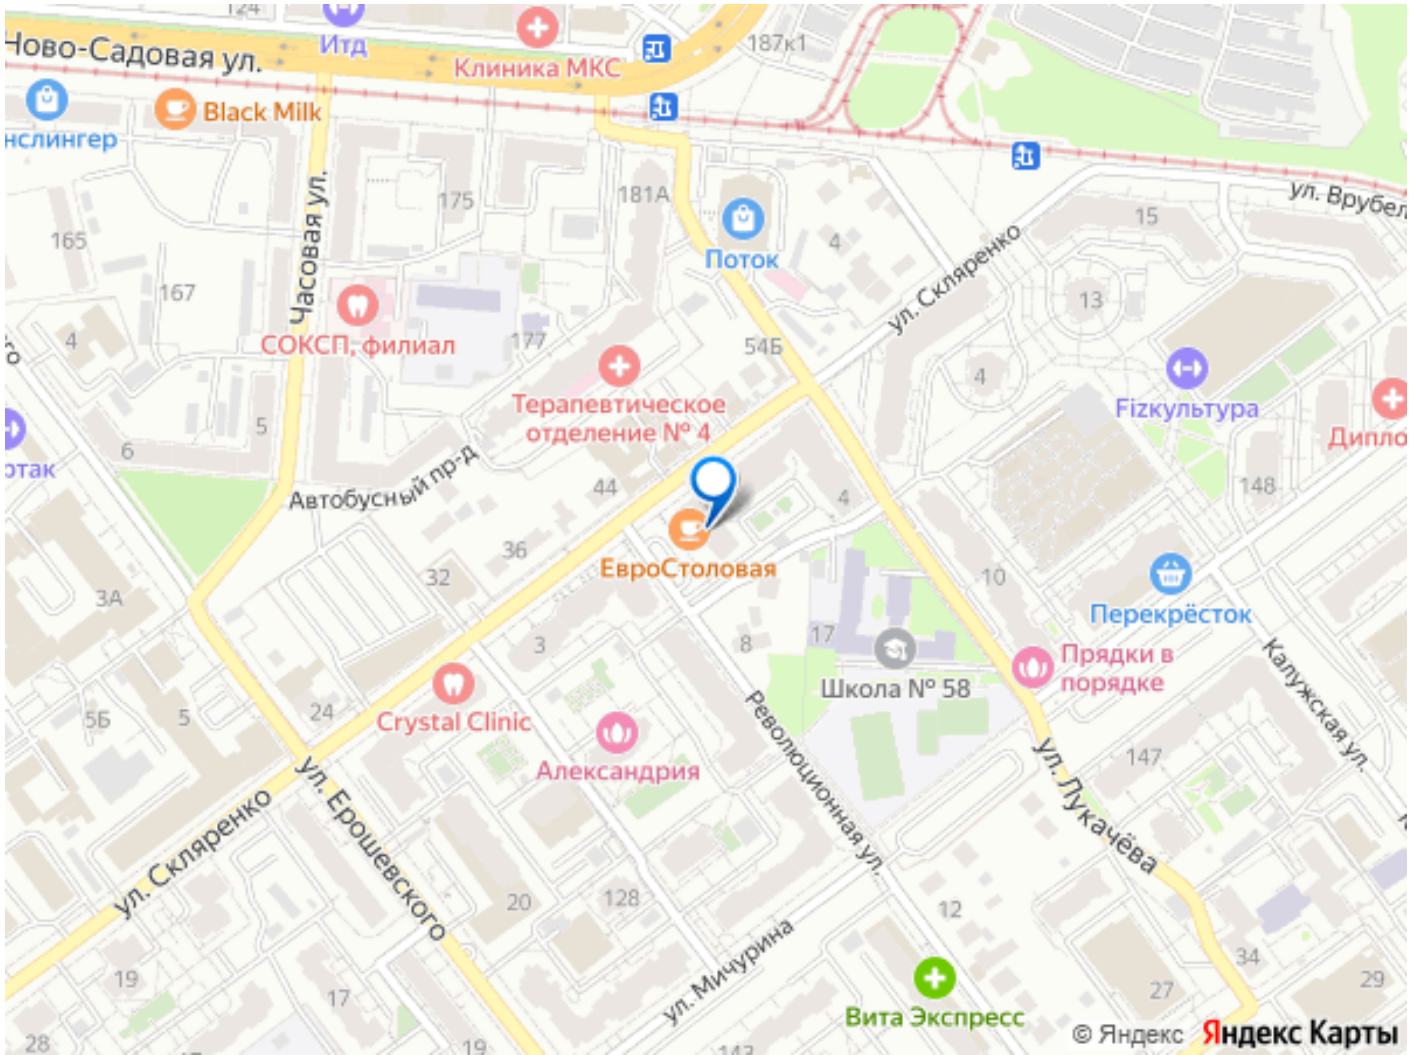 124
Итд
Клиника МКС
187к1
Ново-Садовая ул.
Black Milk
нслингер
175
181А
ул. Врубел
15
165
4
Поток
ул. Скляренко
Часовая ул.
167
13
4
177
СОКСП, филиал
54Б
4
Fizкультура
Терапевтическое
отделение № 4
Дипло
5
6
ртак
Автобусный пр-д
44
4
148
36
ЕвроСтоловая
32
10
3А
Перекрёсток
17
8
3
Школа № 58
Прядки в
порядке
Калужская ул.
Crystal Clinic
24
5
5Б
Александрия
Революционная ул.
147
ул. Лукачёва
ул. Ерошевского
ул. Скляренко
20
128
12
ул. Мичурина
34
19
17
27
29
Вита Экспресс
28
19
143
© Яндекс Яндекс Карты